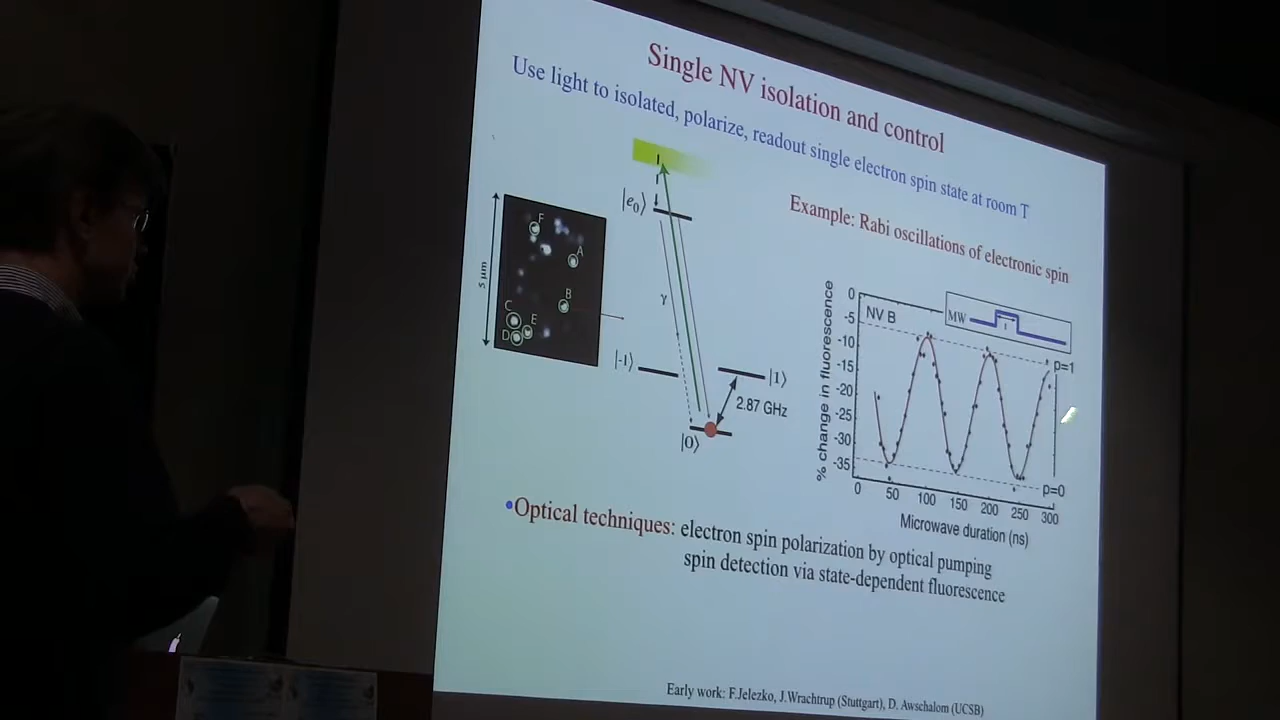 Single NV isolation and control
Use light to isolated, polarize, readout single electron spin state at room T
Example: Rabi oscillations of electronic spin
|e₀⟩
5 μm
F
A
B
C
E
D
γ
|-1⟩
|1⟩
2.87 GHz
|0⟩
% change in fluorescence
0
-5
-10
-15
-20
-25
-30
-35
NV B
MW
p=1
p=0
0 50 100 150 200 250 300
Microwave duration (ns)
•Optical techniques: electron spin polarization by optical pumping
spin detection via state-dependent fluorescence
Early work: F.Jelezko, J.Wrachtrup (Stuttgart), D. Awschalom (UCSB)